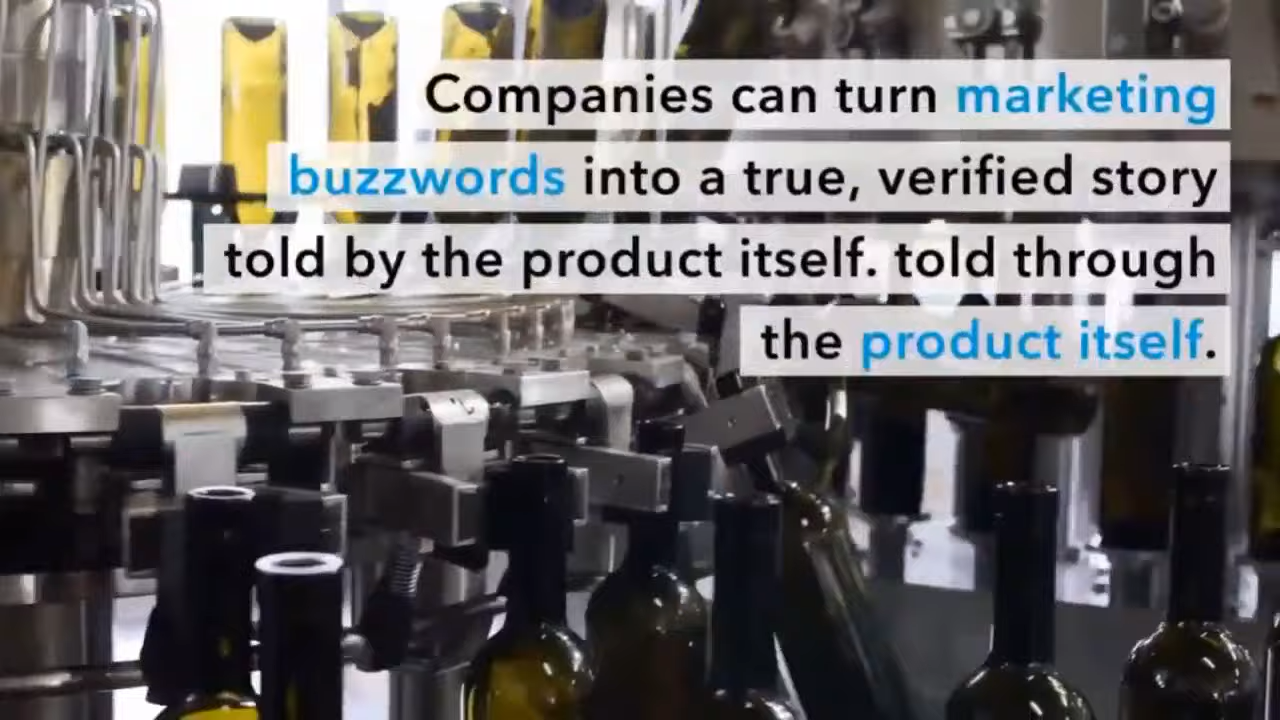 Companies can turn marketing
buzzwords into a true, verified story
told by the product itself. told through
the product itself.